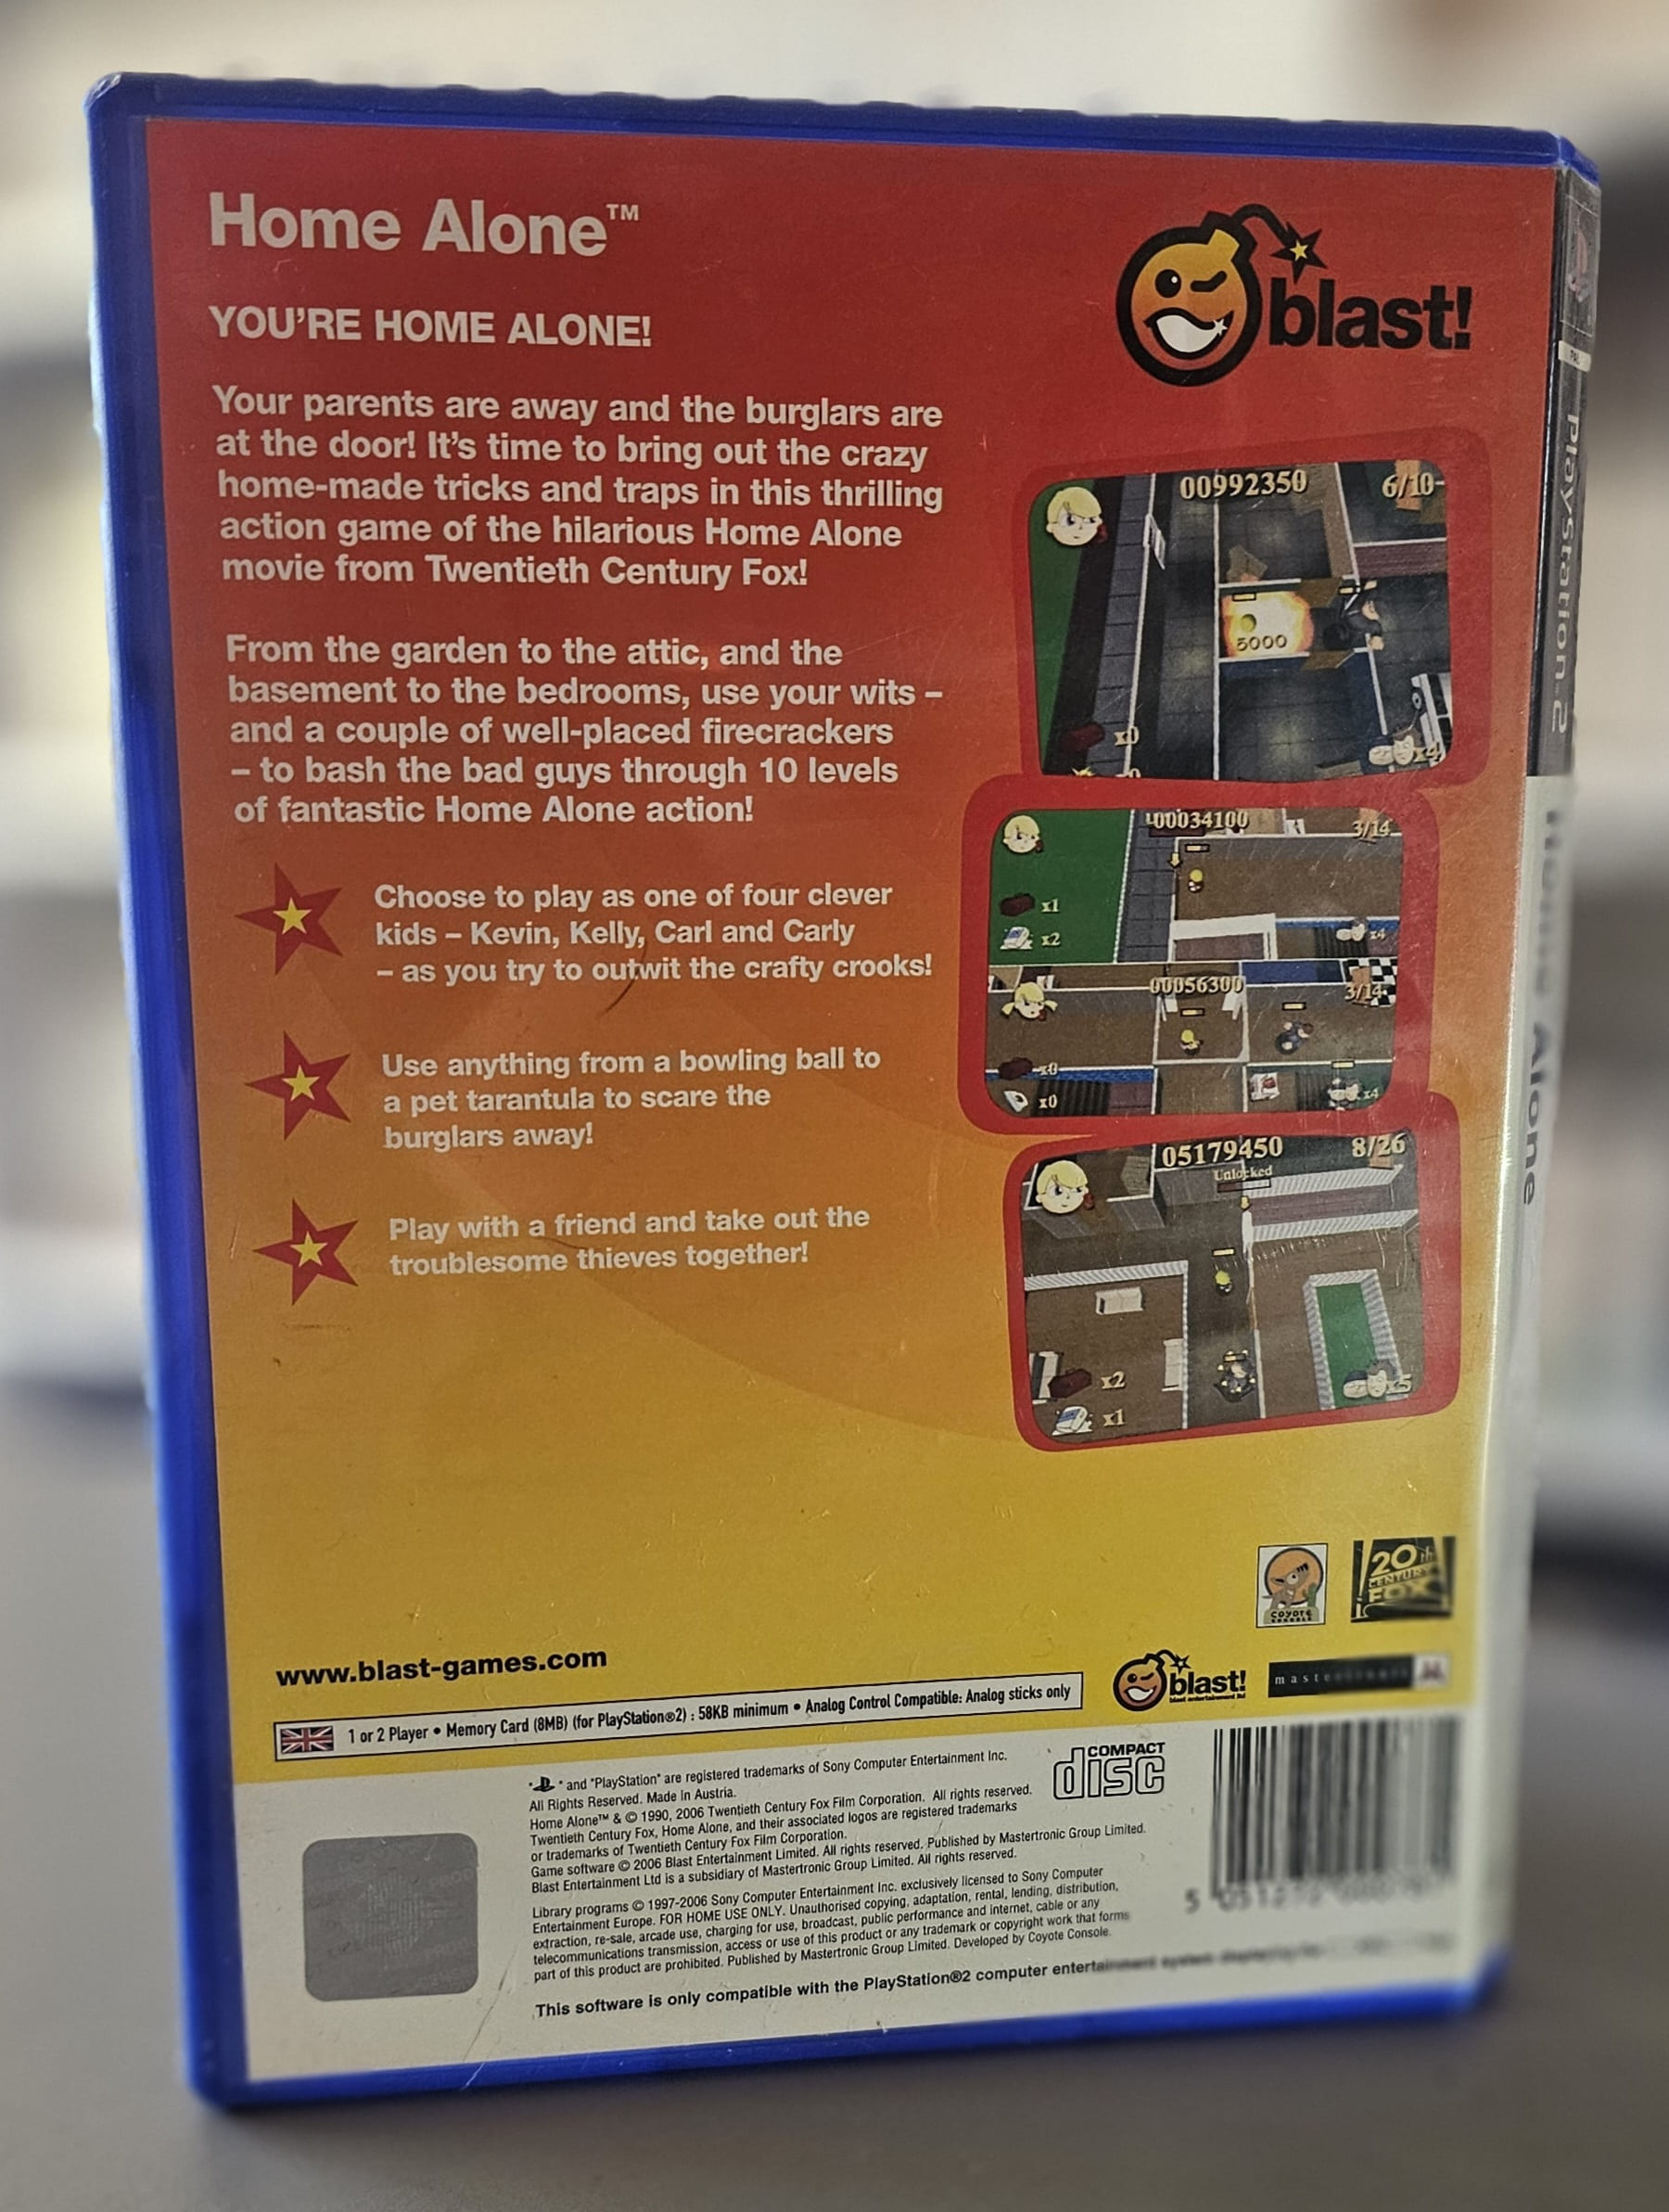 Home Alone™
YOU'RE HOME ALONE!
Your parents are away and the burglars are
at the door! It's time to bring out the crazy
home-made tricks and traps in this thrilling
action game of the hilarious Home Alone
movie from Twentieth Century Fox!
From the garden to the attic, and the
basement to the bedrooms, use your wits –
and a couple of well-placed firecrackers
– to bash the bad guys through 10 levels
of fantastic Home Alone action!
Choose to play as one of four clever
kids – Kevin, Kelly, Carl and Carly
– as you try to outwit the crafty crooks!
Use anything from a bowling ball to
a pet tarantula to scare the
burglars away!
Play with a friend and take out the
troublesome thieves together!
blast!
00992350 6/10
5000
x0
x4
00034100 3/14
x1
x2
x4
00056300 3/14
x0
x0
x4
05179450 8/26
Unlocked
x2
x5
x1
PAL
PlayStation 2
Home Alone
COYOTE
CONSOLE
20th
CENTURY
FOX
www.blast-games.com
blast!
blast entertainment ltd
1 or 2 Player • Memory Card (8MB) (for PlayStation®2) : 58KB minimum • Analog Control Compatible: Analog sticks only
COMPACT
disc
" " and "PlayStation" are registered trademarks of Sony Computer Entertainment Inc.
All Rights Reserved. Made in Austria.
Home Alone™ & © 1990, 2006 Twentieth Century Fox Film Corporation. All rights reserved.
Twentieth Century Fox, Home Alone, and their associated logos are registered trademarks
or trademarks of Twentieth Century Fox Film Corporation.
Game software © 2006 Blast Entertainment Limited. All rights reserved. Published by Mastertronic Group Limited.
Blast Entertainment Ltd is a subsidiary of Mastertronic Group Limited. All rights reserved.
Library programs © 1997-2006 Sony Computer Entertainment Inc. exclusively licensed to Sony Computer
Entertainment Europe. FOR HOME USE ONLY. Unauthorised copying, adaptation, rental, lending, distribution,
extraction, re-sale, arcade use, charging for use, broadcast, public performance and internet, cable or any
telecommunications transmission, access or use of this product or any trademark or copyright work that forms
part of this product are prohibited. Published by Mastertronic Group Limited. Developed by Coyote Console.
This software is only compatible with the PlayStation®2 computer entertainment system